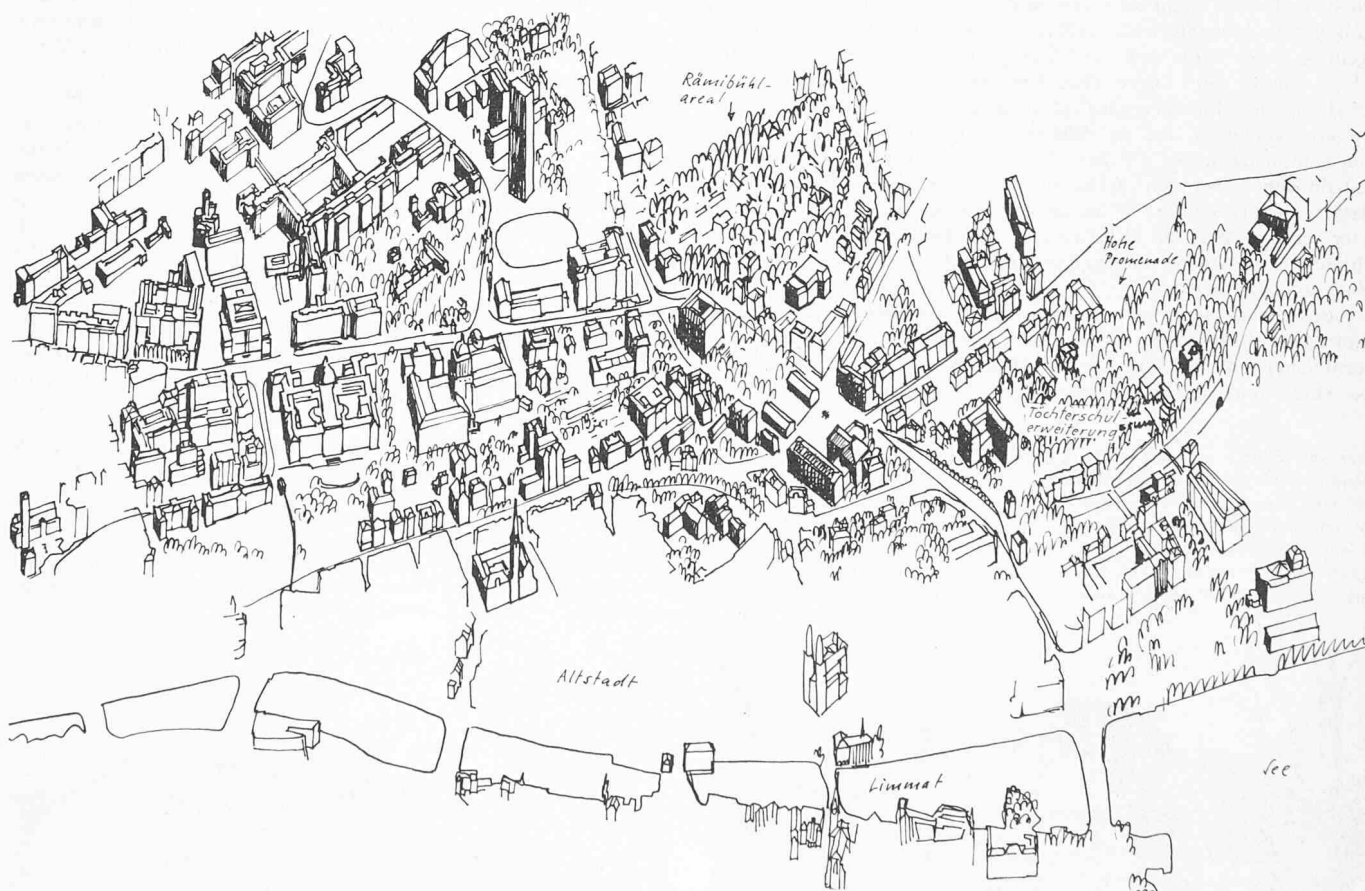 Rämibühl-
areal
Hohe
Promenade
Töchterschul
erweiterung
Altstadt
Limmat
See